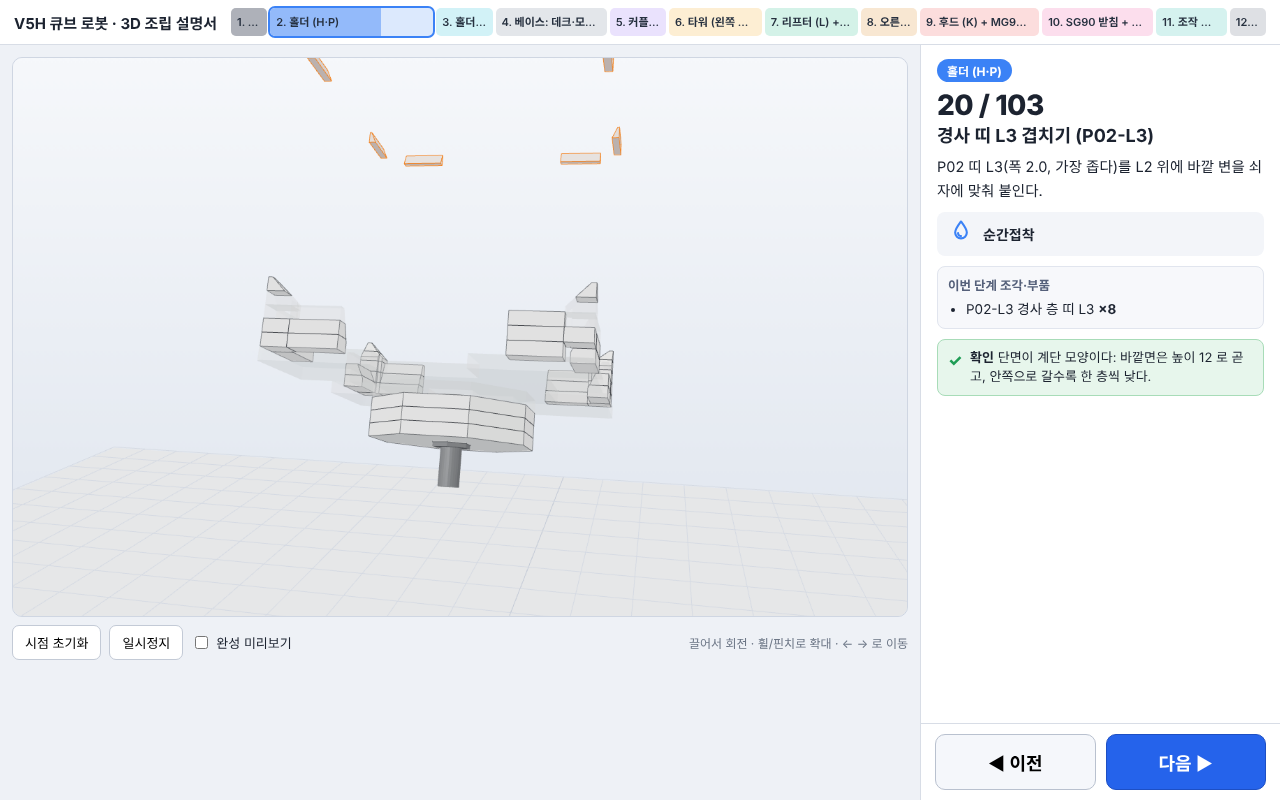 V5H 큐브 로봇 · 3D 조립 설명서
1. ...
2. 홀더 (H·P)
3. 홀더...
4. 베이스: 데크·모...
5. 커플...
6. 타워 (왼쪽 ...
7. 리프터 (L) +...
8. 오른...
9. 후드 (K) + MG9...
10. SG90 받침 + ...
11. 조작 ...
12...
홀더 (H·P)
20 / 103
경사 띠 L3 겹치기 (P02-L3)
P02 띠 L3(폭 2.0, 가장 좁다)를 L2 위에 바깥 변을 쇠
자에 맞춰 붙인다.
순간접착
이번 단계 조각·부품
• P02-L3 경사 층 띠 L3 ×8
✔ 확인 단면이 계단 모양이다: 바깥면은 높이 12 로 곧
고, 안쪽으로 갈수록 한 층씩 낮다.
시점 초기화
일시정지
완성 미리보기
끌어서 회전 · 휠/핀치로 확대 · ← → 로 이동
◀ 이전
다음 ▶